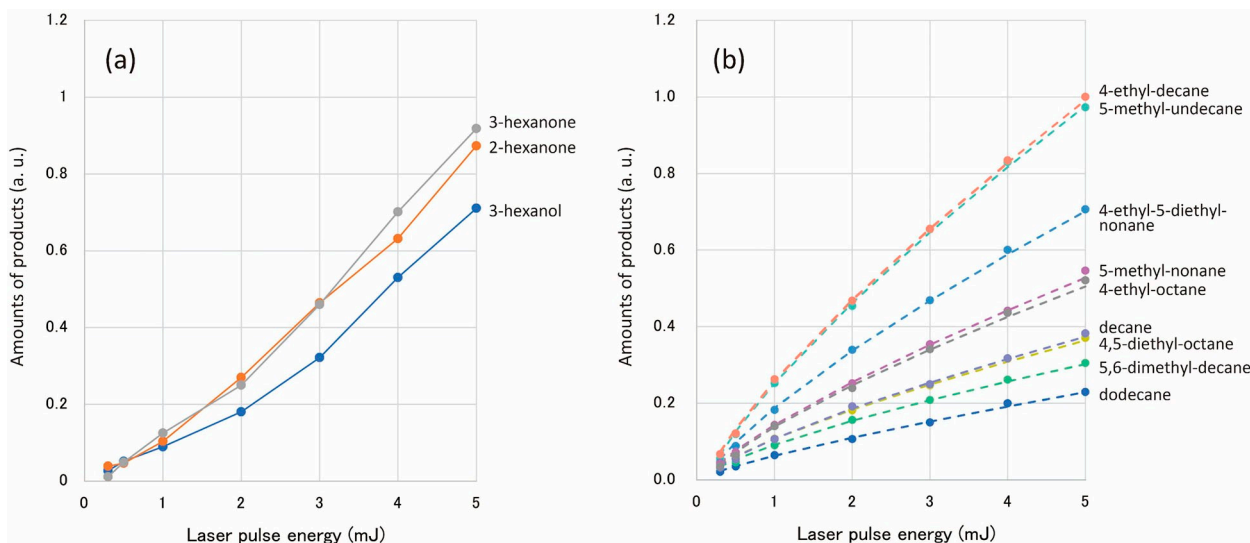 (a)
Amounts of products (a. u.)
1.2
1
0.8
0.6
0.4
0.2
0
0
1
2
3
4
5
Laser pulse energy (mJ)
3-hexanone
2-hexanone
3-hexanol
(b)
Amounts of products (a. u.)
1.2
1.0
0.8
0.6
0.4
0.2
0.0
0
1
2
3
4
5
Laser pulse energy (mJ)
4-ethyl-decane
5-methyl-undecane
4-ethyl-5-diethyl-
nonane
5-methyl-nonane
4-ethyl-octane
decane
4,5-diethyl-octane
5,6-dimethyl-decane
dodecane